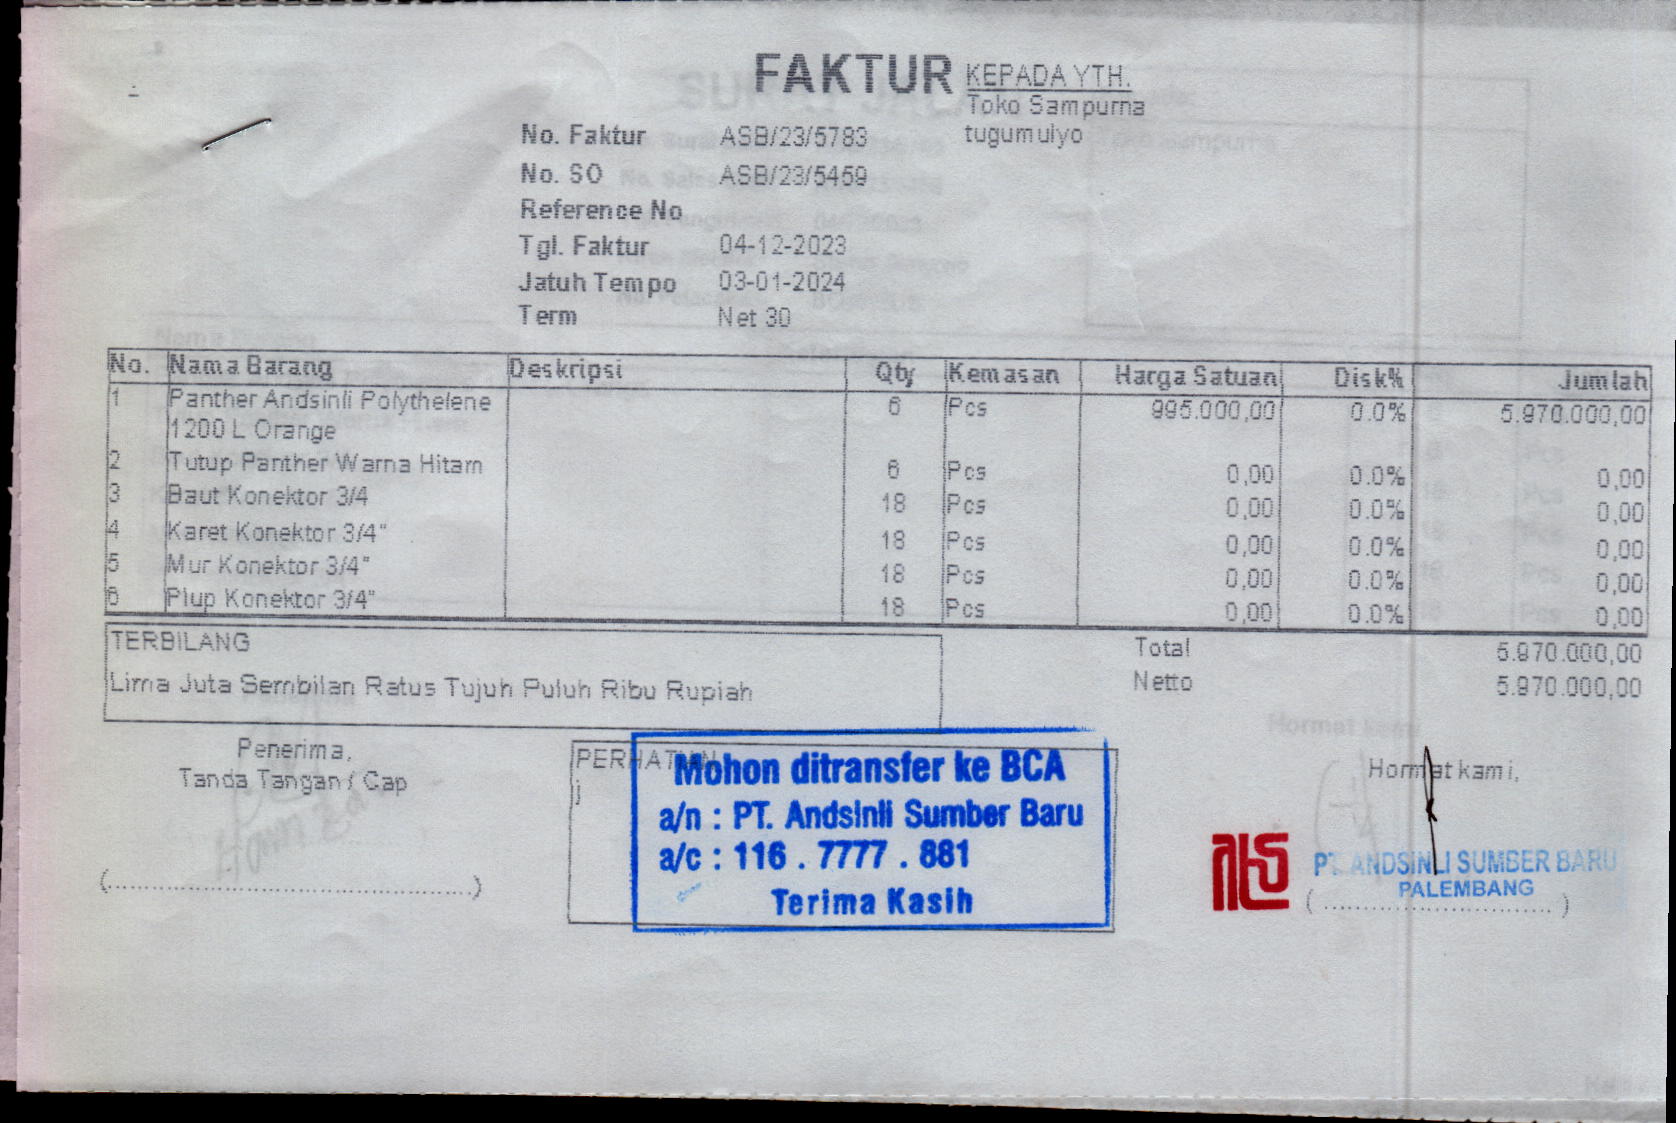 FAKTUR
KEPADA YTH.
Toko Sampurna
tugumulyo
No. Faktur ASB/23/5783
No. SO ASB/23/5459
Reference No
Tgl. Faktur 04-12-2023
Jatuh Tempo 03-01-2024
Term Net 30
No. Nama Barang Deskripsi Qty Kemasan Harga Satuan Disk% Jumlah
1 Panther Andsinli Polythelene 6 Pcs 995.000,00 0.0% 5.970.000,00
1200 L Orange
2 Tutup Panther Warna Hitam 6 Pcs 0,00 0.0% 0,00
3 Baut Konektor 3/4 18 Pcs 0,00 0.0% 0,00
4 Karet Konektor 3/4" 18 Pcs 0,00 0.0% 0,00
5 Mur Konektor 3/4" 18 Pcs 0,00 0.0% 0,00
6 Plup Konektor 3/4" 18 Pcs 0,00 0.0% 0,00
TERBILANG
Lima Juta Sembilan Ratus Tujuh Puluh Ribu Rupiah
Total 5.970.000,00
Netto 5.970.000,00
Penerima,
Tanda Tangan / Cap
(................................................)
PERHATIAN
Mohon ditransfer ke BCA
a/n : PT. Andsinli Sumber Baru
a/c : 116 . 7777 . 881
Terima Kasih
Hormat kami,
PT. ANDSINLI SUMBER BARU
PALEMBANG
(..............................)